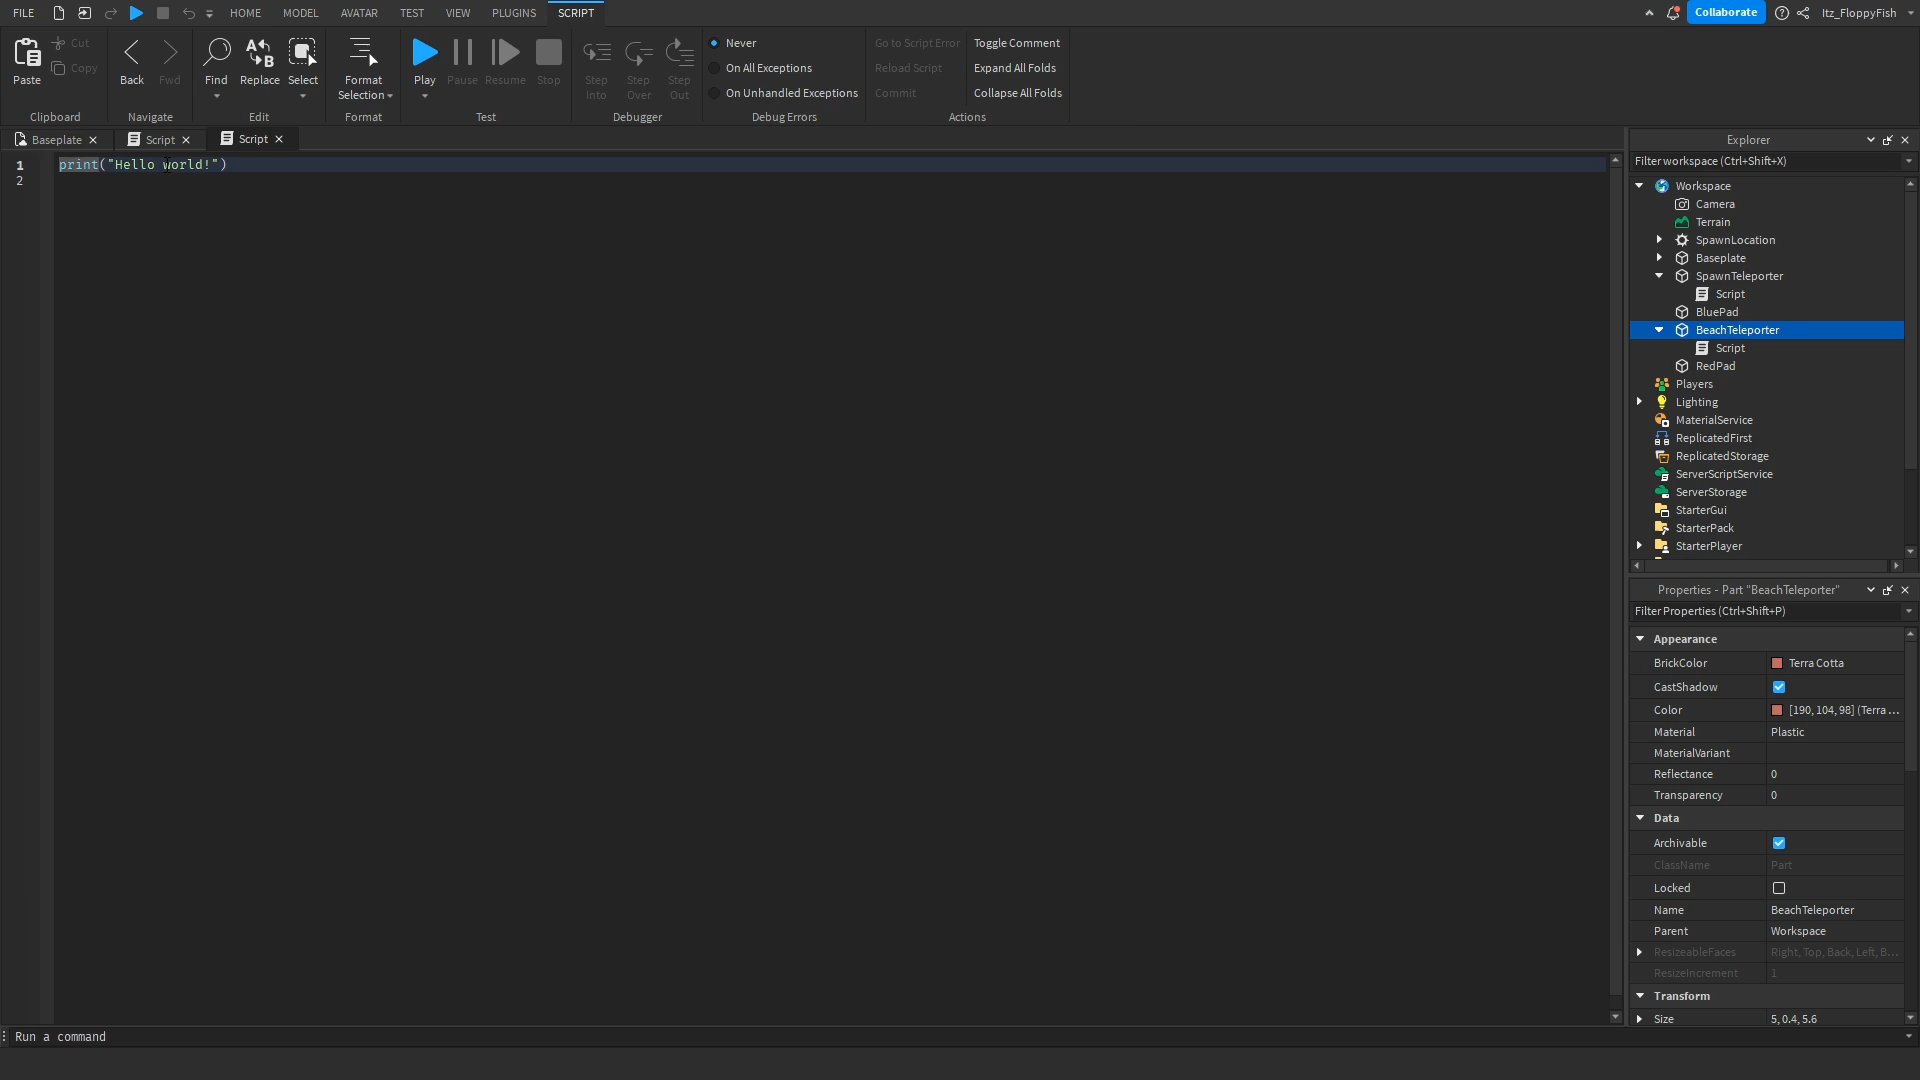 FILE HOME MODEL AVATAR TEST VIEW PLUGINS SCRIPT Collaborate Itz_FloppyFish
Paste Cut Copy
Clipboard
Back Fwd
Navigate
Find Replace Select
Edit
Format Selection
Format
Play Pause Resume Stop
Test
Step Into Step Over Step Out
Debugger
Never
On All Exceptions
On Unhandled Exceptions
Debug Errors
Go to Script Error Toggle Comment
Reload Script Expand All Folds
Commit Collapse All Folds
Actions
Baseplate Script Script
1 print("Hello world!")
2
Explorer
Filter workspace (Ctrl+Shift+X)
Workspace
Camera
Terrain
SpawnLocation
Baseplate
SpawnTeleporter
Script
BluePad
BeachTeleporter
Script
RedPad
Players
Lighting
MaterialService
ReplicatedFirst
ReplicatedStorage
ServerScriptService
ServerStorage
StarterGui
StarterPack
StarterPlayer
Properties - Part "BeachTeleporter"
Filter Properties (Ctrl+Shift+P)
Appearance
BrickColor Terra Cotta
CastShadow
Color [190, 104, 98] (Terra ...
Material Plastic
MaterialVariant
Reflectance 0
Transparency 0
Data
Archivable
ClassName Part
Locked
Name BeachTeleporter
Parent Workspace
ResizeableFaces Right, Top, Back, Left, B...
ResizeIncrement 1
Transform
Size 5, 0.4, 5.6
Run a command